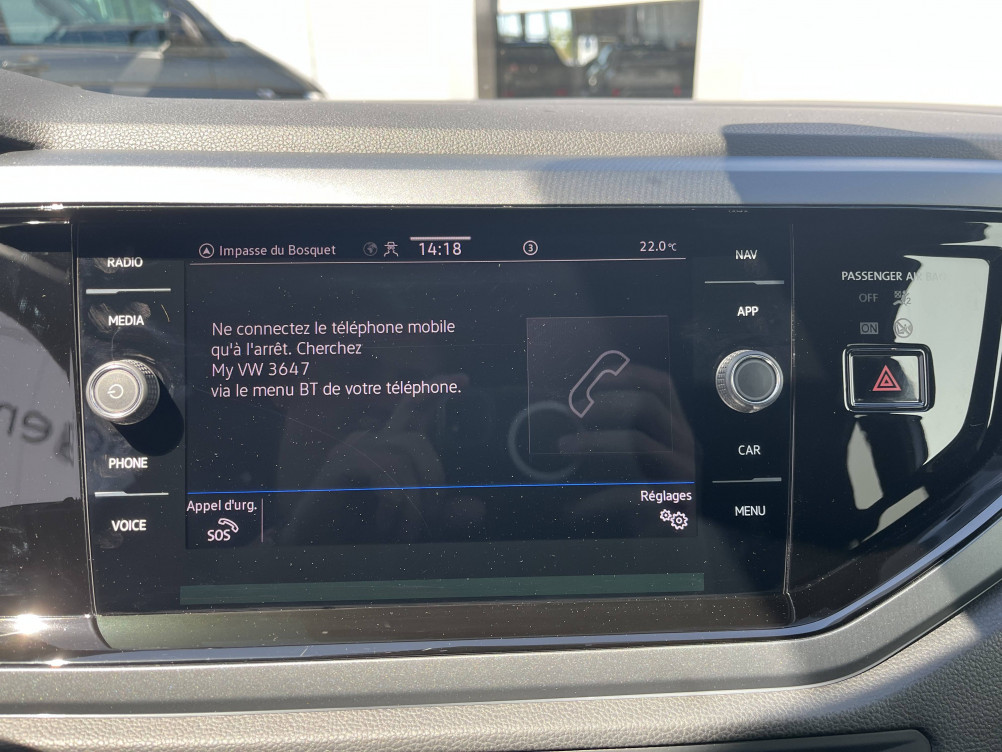 Impasse du Bosquet 14:18 3 22.0°C
RADIO
MEDIA
PHONE
VOICE
Ne connectez le téléphone mobile
qu'à l'arrêt. Cherchez
My VW 3647
via le menu BT de votre téléphone.
Appel d'urg.
SOS
Réglages
NAV
APP
CAR
MENU
PASSENGER AIR BAG
OFF
ON